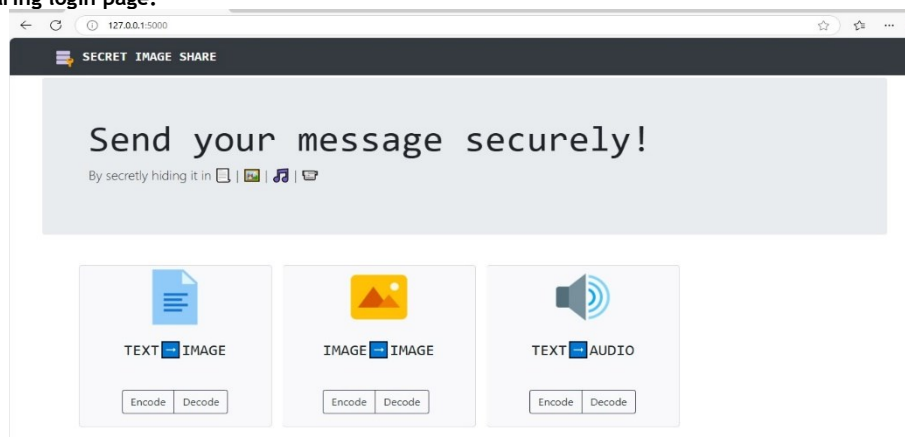 login page:
127.0.0.1:5000
SECRET IMAGE SHARE
Send your message securely!
By secretly hiding it in | | |
TEXT➡IMAGE
IMAGE➡IMAGE
TEXT➡AUDIO
Encode Decode
Encode Decode
Encode Decode